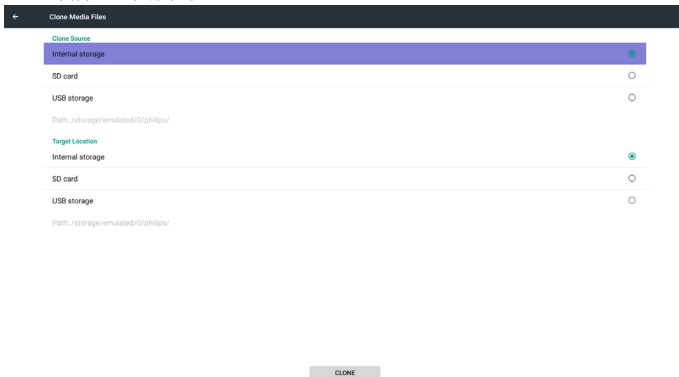 Clone Media Files
Clone Source
Internal storage
SD card
USB storage
Path: /storage/emulated/0/philips/
Target Location
Internal storage
SD card
USB storage
Path: /storage/emulated/0/philips/
CLONE